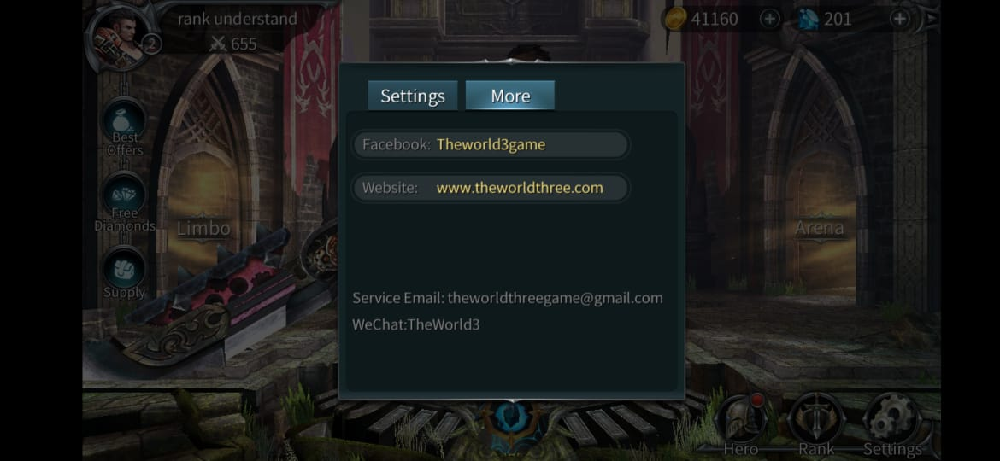 rank understand
2
655
41160
201
Settings
More
Facebook: Theworld3game
Website: www.theworldthree.com
Best
Offers
Free
Diamonds
Supply
Limbo
Arena
Service Email: theworldthreegame@gmail.com
WeChat:TheWorld3
Hero
Rank
Settings